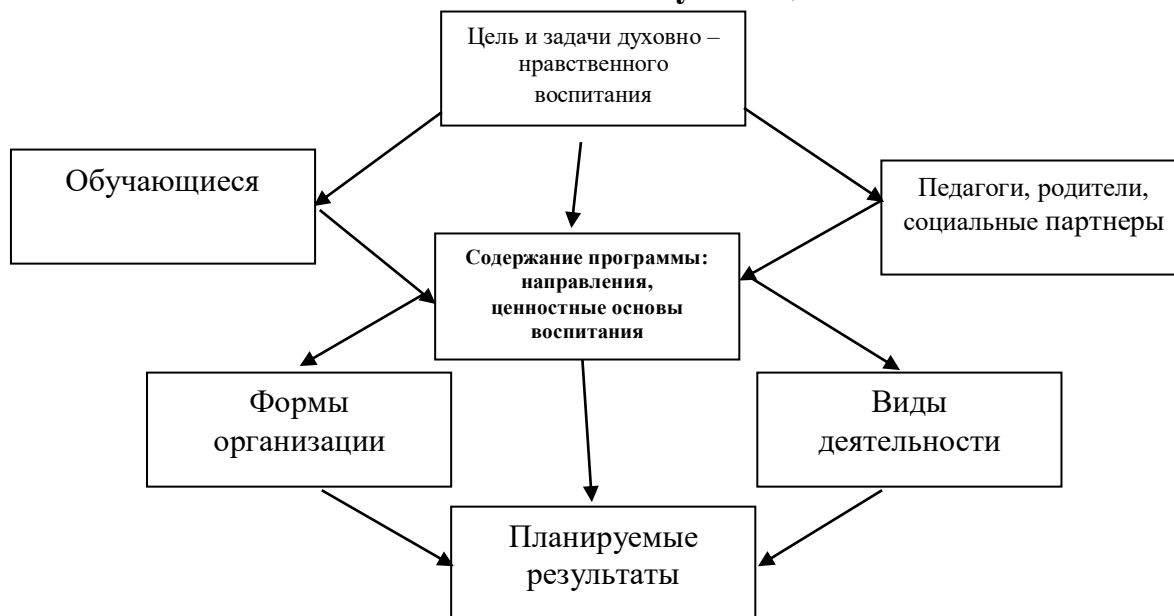 Цель и задачи духовно –
нравственного
воспитания
Обучающиеся
Педагоги, родители,
социальные партнеры
Содержание программы:
направления,
ценностные основы
воспитания
Формы
организации
Виды
деятельности
Планируемые
результаты